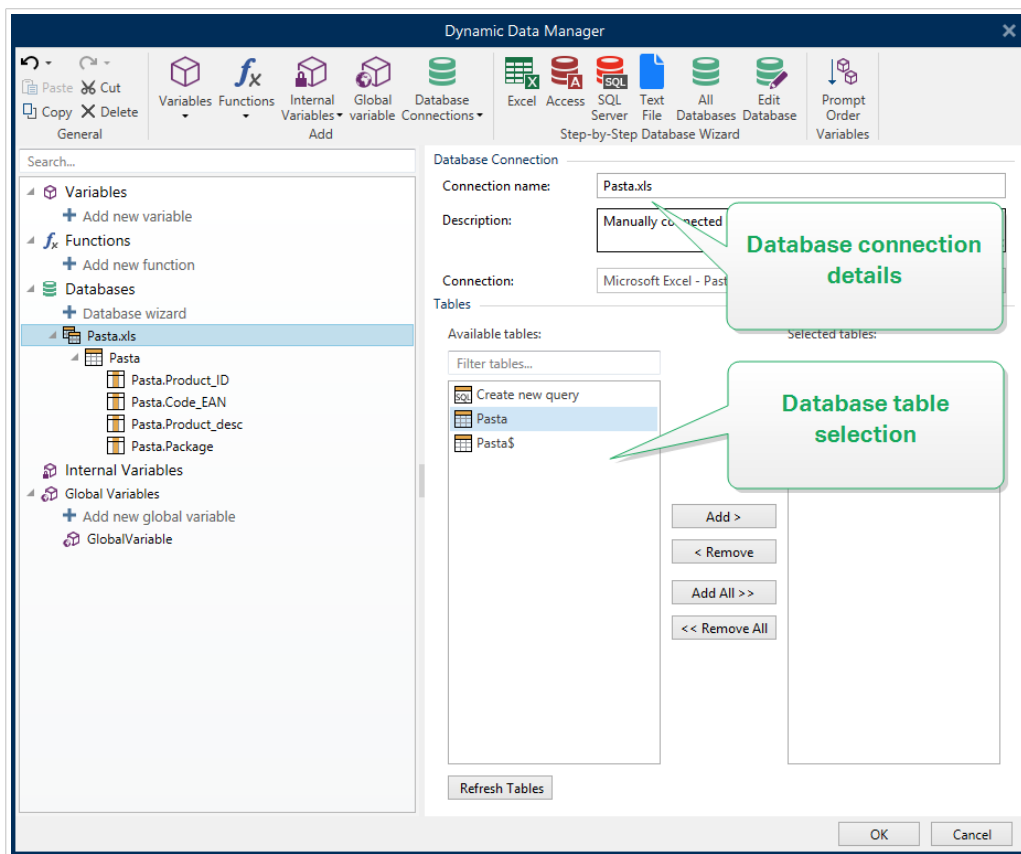 Dynamic Data Manager
Paste Cut
Copy Delete
General
Variables Functions Internal Variables Global variable Database Connections
Add
Excel Access SQL Server Text File All Databases Edit Database
Step-by-Step Database Wizard
Prompt Order
Variables
Search...
Variables
Add new variable
Functions
Add new function
Databases
Database wizard
Pasta.xls
Pasta
Pasta.Product_ID
Pasta.Code_EAN
Pasta.Product_desc
Pasta.Package
Internal Variables
Global Variables
Add new global variable
GlobalVariable
Database Connection
Connection name: Pasta.xls
Description: Manually connected
Connection: Microsoft Excel - Past
Database connection
details
Tables
Available tables:
Selected tables:
Filter tables...
SQL Create new query
Pasta
Pasta$
Database table
selection
Add >
< Remove
Add All >>
<< Remove All
Refresh Tables
OK Cancel